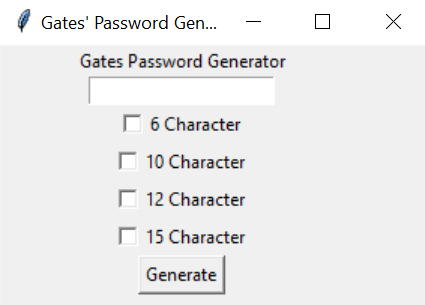 Gates' Password Gen...
Gates Password Generator
6 Character
10 Character
12 Character
15 Character
Generate